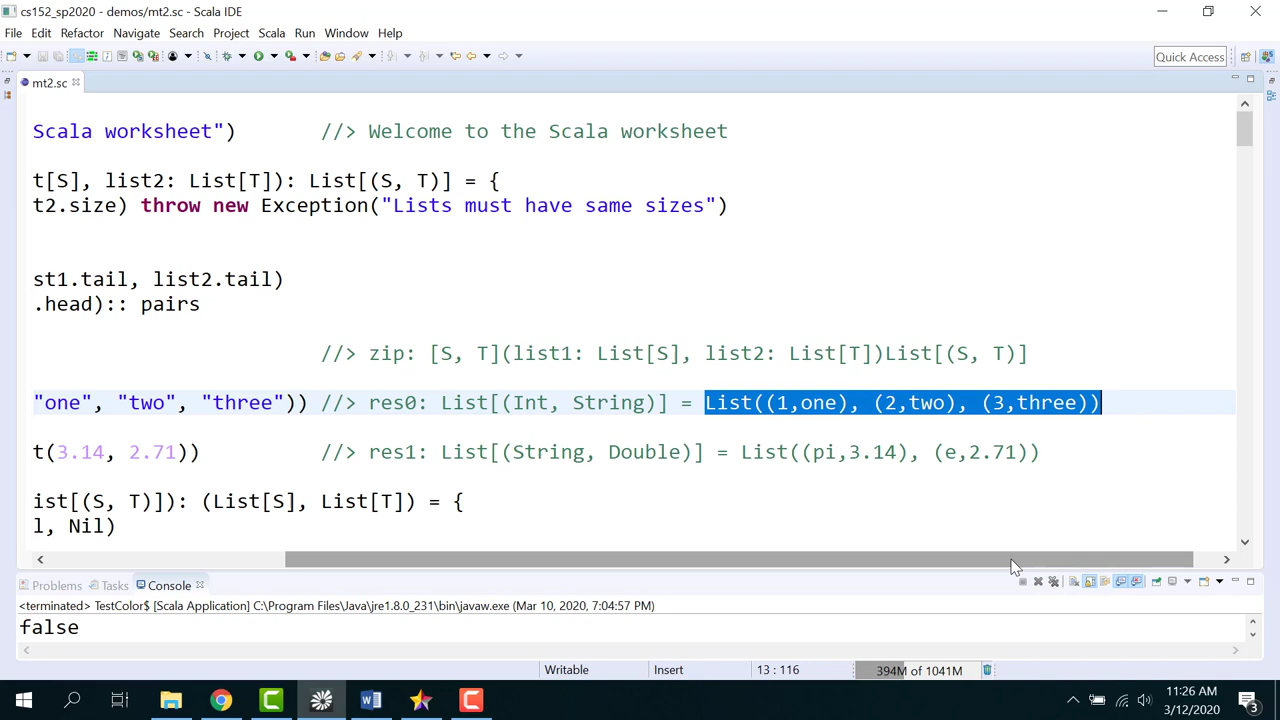 cs152_sp2020 - demos/mt2.sc - Scala IDE
File Edit Refactor Navigate Search Scala Project Scala Run Window Help
Quick Access
mt2.sc
Scala worksheet") //> Welcome to the Scala worksheet
t[S], list2: List[T]): List[(S, T)] = {
t2.size) throw new Exception("Lists must have same sizes")
st1.tail, list2.tail)
.head):: pairs
//> zip: [S, T](list1: List[S], list2: List[T])List[(S, T)]
"one", "two", "three")) //> res0: List[(Int, String)] = List((1,one), (2,two), (3,three))
t(3.14, 2.71)) //> res1: List[(String, Double)] = List((pi,3.14), (e,2.71))
ist[(S, T)]): (List[S], List[T]) = {
l, Nil)
Problems Tasks Console
<terminated> TestColor$ [Scala Application] C:\Program Files\Java\jre1.8.0_231\bin\javaw.exe (Mar 10, 2020, 7:04:57 PM)
false
Writable Insert 13 : 116 394M of 1041M
11:26 AM
3/12/2020
3